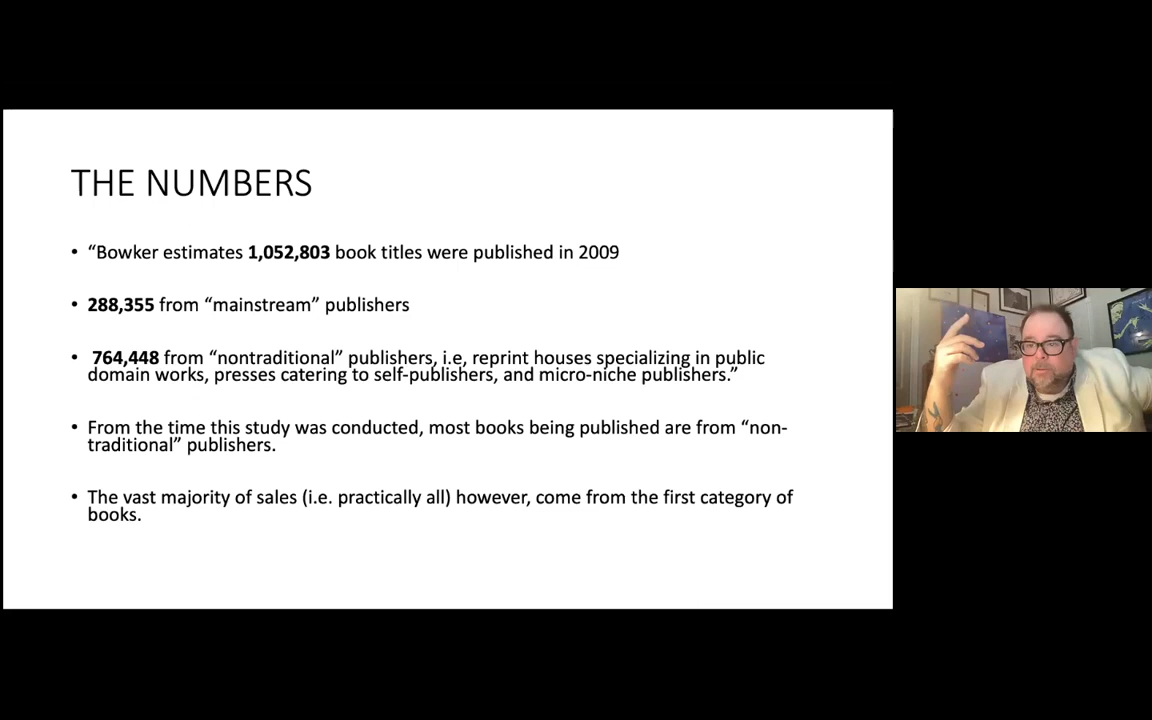 THE NUMBERS
• “Bowker estimates 1,052,803 book titles were published in 2009
• 288,355 from “mainstream” publishers
• 764,448 from “nontraditional” publishers, i.e, reprint houses specializing in public
domain works, presses catering to self-publishers, and micro-niche publishers.”
• From the time this study was conducted, most books being published are from “non-
traditional” publishers.
• The vast majority of sales (i.e. practically all) however, come from the first category of
books.